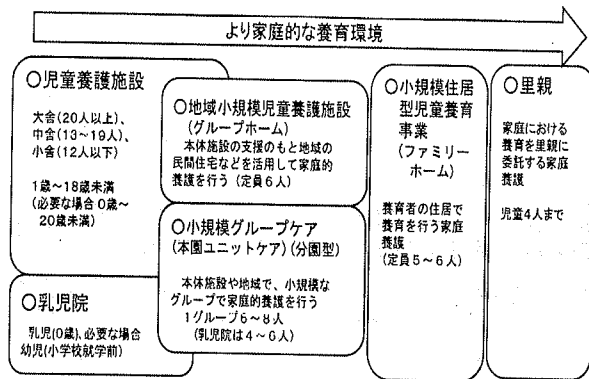 より家庭的な養育環境
○児童養護施設
大舎(20人以上)、
中舎(13～19人)、
小舎(12人以下)
1歳～18歳未満
(必要な場合0歳～
20歳未満)
○乳児院
乳児(0歳)、必要な場合
幼児(小学校就学前)
○地域小規模児童養護施設
(グループホーム)
本体施設の支援のもと地域の
民間住宅などを活用して家庭的
養護を行う(定員6人)
○小規模グループケア
(本園ユニットケア)(分園型)
本体施設や地域で、小規模な
グループで家庭的養護を行う
1グループ6～8人
(乳児院は4～6人)
○小規模住居
型児童養育
事業
(ファミリー
ホーム)
養育者の住居で
養育を行う家庭
養護
(定員5～6人)
○里親
家庭における
養育を里親に
委託する家庭
養護
児童4人まで